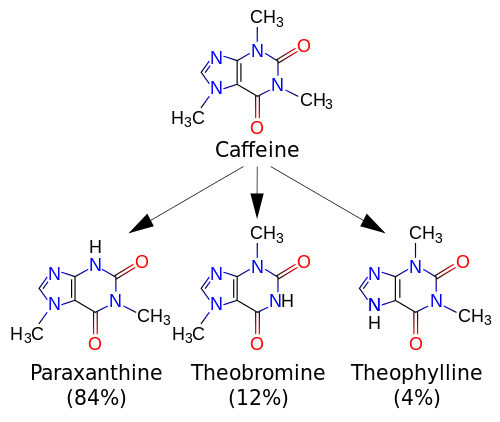 CH₃
N N O
N N
H₃C CH₃
O
Caffeine
H CH₃ CH₃
N N O N N O N N O
N N N NH N N
H₃C CH₃ H₃C H CH₃
O O O
Paraxanthine Theobromine Theophylline
(84%) (12%) (4%)